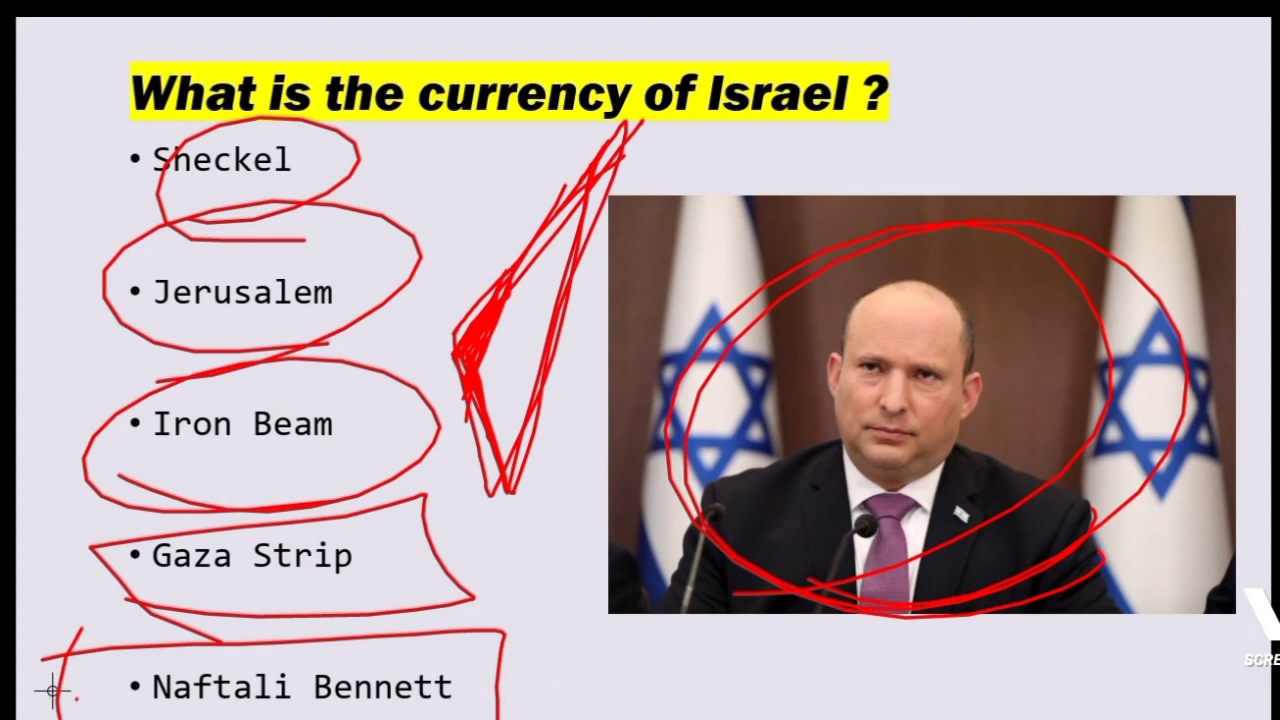 What is the currency of Israel ?
• Sheckel
• Jerusalem
• Iron Beam
• Gaza Strip
• Naftali Bennett